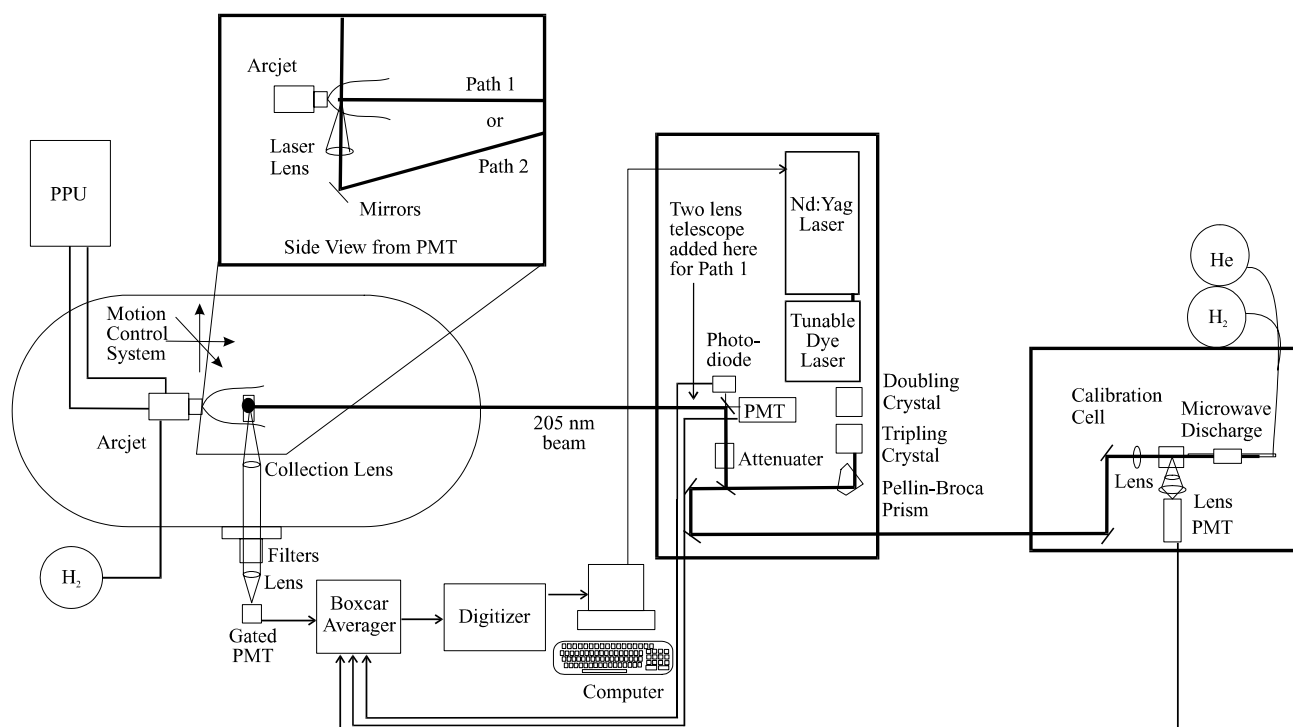 Arcjet
Path 1
or
Laser
Lens
Path 2
Mirrors
Side View from PMT
PPU
Motion
Control
System
Arcjet
Collection Lens
Filters
Lens
H2
Gated
PMT
Boxcar
Averager
Digitizer
Computer
205 nm
beam
Two lens
telescope
added here
for Path 1
Nd:Yag
Laser
Tunable
Dye
Laser
Photo-
diode
PMT
Doubling
Crystal
Tripling
Crystal
Attenuater
Pellin-Broca
Prism
He
H2
Calibration
Cell
Microwave
Discharge
Lens
Lens
PMT